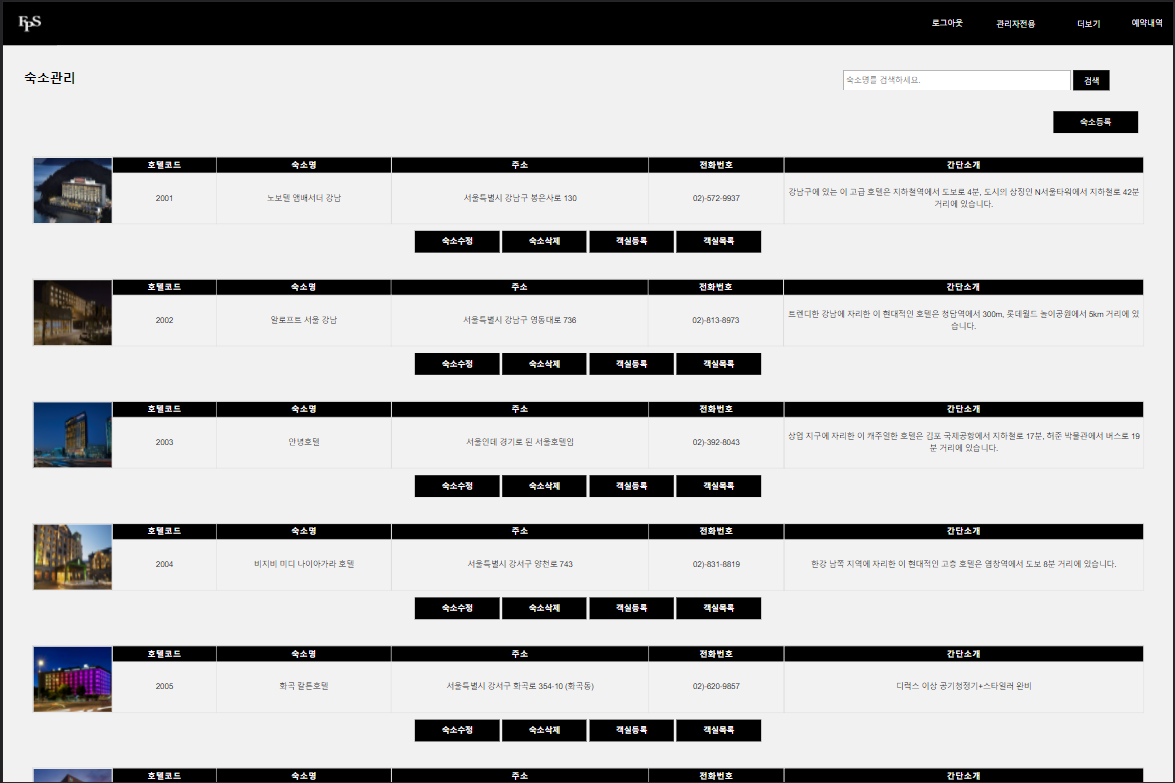 FPS
로그아웃 관리자전용 더보기 예약내역
숙소관리
숙소명를 검색하세요. 검색
숙소등록
호텔코드 숙소명 주소 전화번호 간단소개
2001 노보텔 앰배서더 강남 서울특별시 강남구 봉은사로 130 02)-572-9937 강남구에 있는 이 고급 호텔은 지하철역에서 도보로 4분, 도시의 상징인 N서울타워에서 지하철로 42분
거리에 있습니다.
숙소수정 숙소삭제 객실등록 객실목록
호텔코드 숙소명 주소 전화번호 간단소개
2002 알로프트 서울 강남 서울특별시 강남구 영동대로 736 02)-813-8973 트렌디한 강남에 자리한 이 현대적인 호텔은 청담역에서 300m, 롯데월드 놀이공원에서 5km 거리에 있
습니다.
숙소수정 숙소삭제 객실등록 객실목록
호텔코드 숙소명 주소 전화번호 간단소개
2003 안녕호텔 서울인데 경기로 된 서울호텔임 02)-392-8043 상업 지구에 자리한 이 캐주얼한 호텔은 김포 국제공항에서 지하철로 17분, 허준 박물관에서 버스로 19
분 거리에 있습니다.
숙소수정 숙소삭제 객실등록 객실목록
호텔코드 숙소명 주소 전화번호 간단소개
2004 비지비 미디 나이아가라 호텔 서울특별시 강서구 양천로 743 02)-831-8819 한강 남쪽 지역에 자리한 이 현대적인 고층 호텔은 염창역에서 도보 8분 거리에 있습니다.
숙소수정 숙소삭제 객실등록 객실목록
호텔코드 숙소명 주소 전화번호 간단소개
2005 화곡 칼튼호텔 서울특별시 강서구 화곡로 354-10 (화곡동) 02)-620-9857 디럭스 이상 공기청정기+스타일러 완비
숙소수정 숙소삭제 객실등록 객실목록
호텔코드 숙소명 주소 전화번호 간단소개